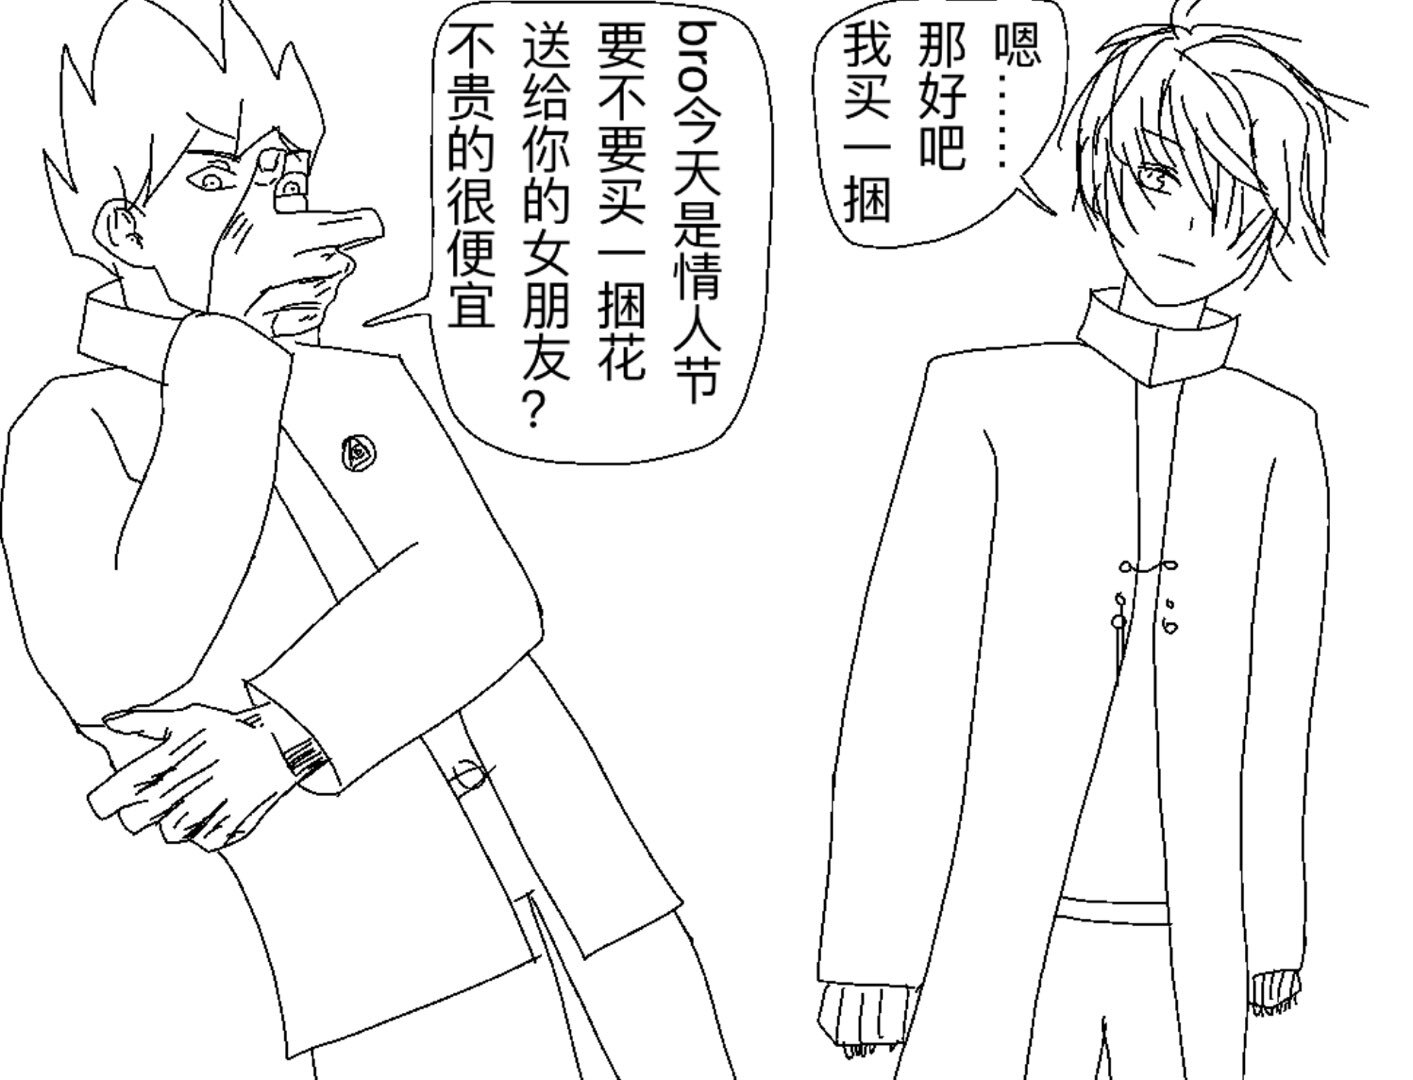 bro今天是情人节
要不要买一捆花
送给你的女朋友？
不贵的很便宜
嗯……
那好吧
我买一捆